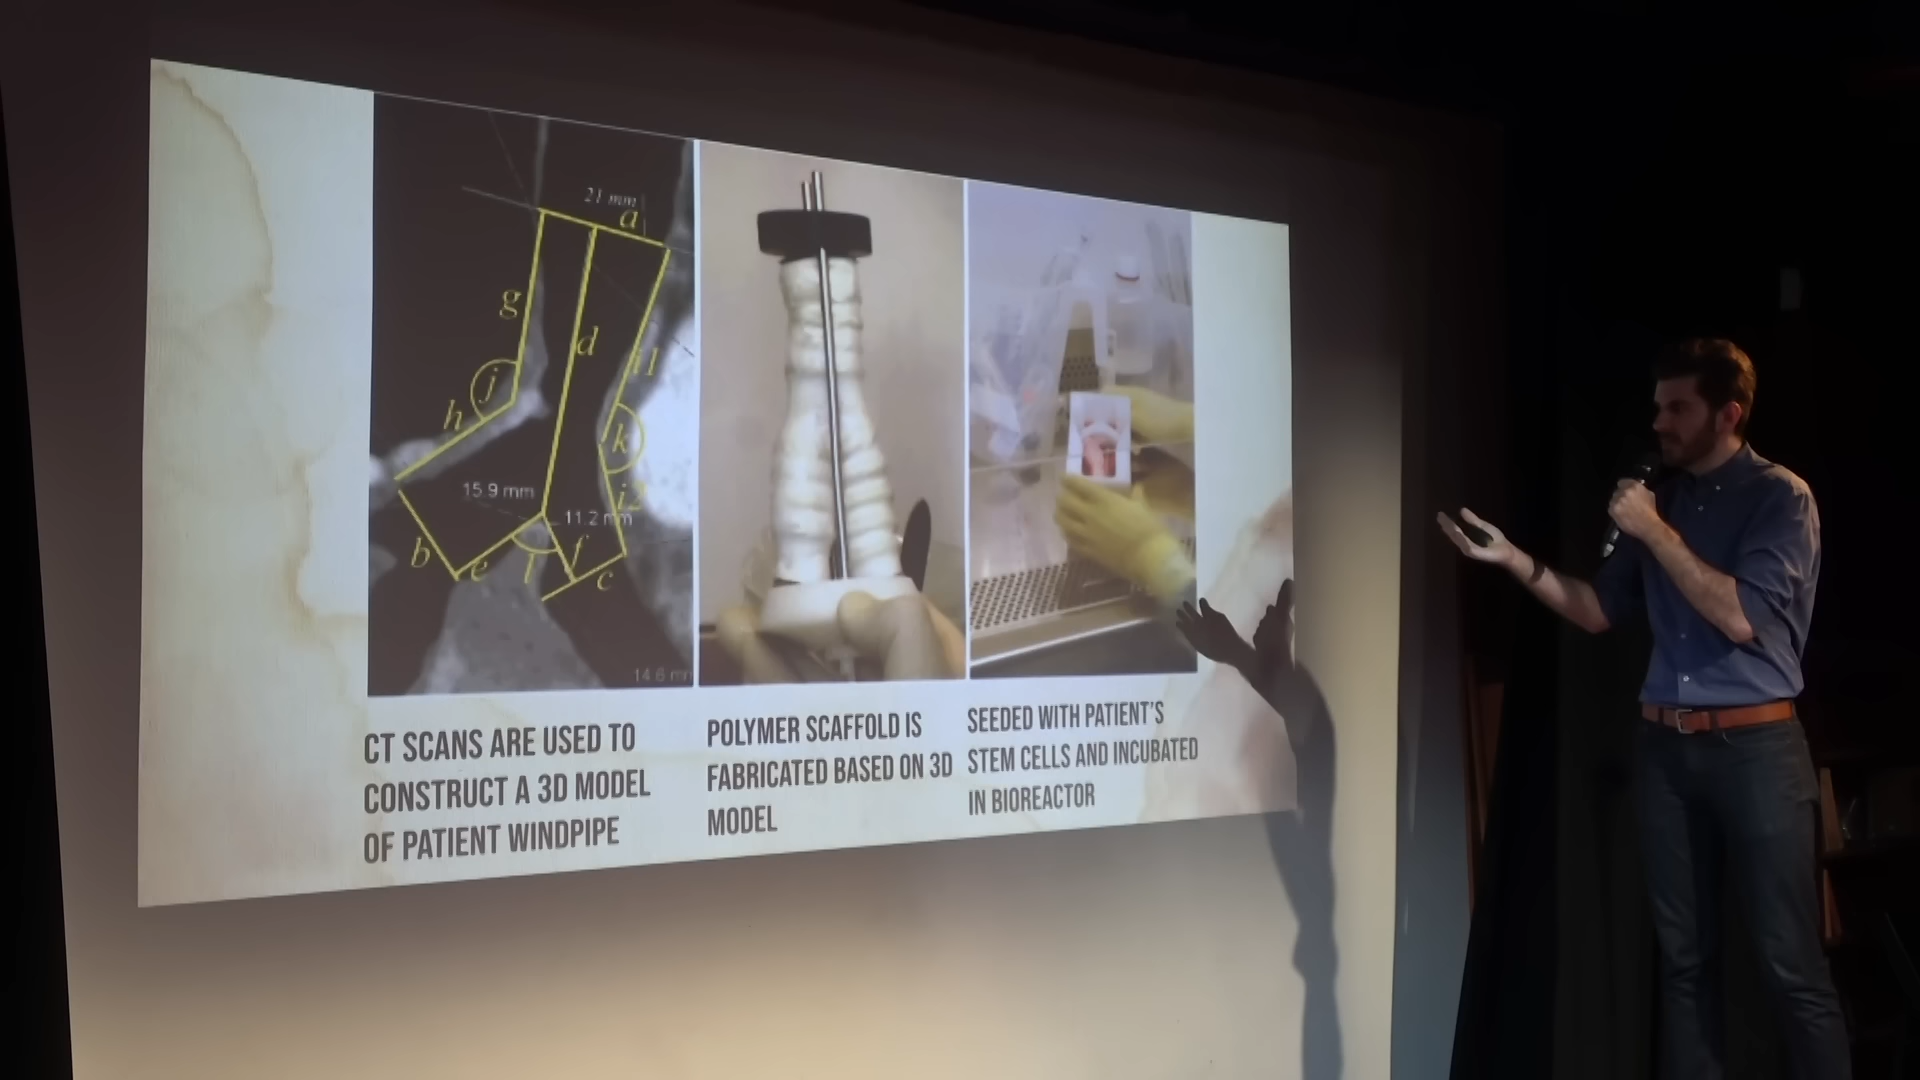 21 mm
a
g
d
i1
j
h
k
15.9 mm
i2
11.2 mm
b
e
l
f
c
14.6 mm
CT SCANS ARE USED TO
CONSTRUCT A 3D MODEL
OF PATIENT WINDPIPE
POLYMER SCAFFOLD IS
FABRICATED BASED ON 3D
MODEL
SEEDED WITH PATIENT'S
STEM CELLS AND INCUBATED
IN BIOREACTOR